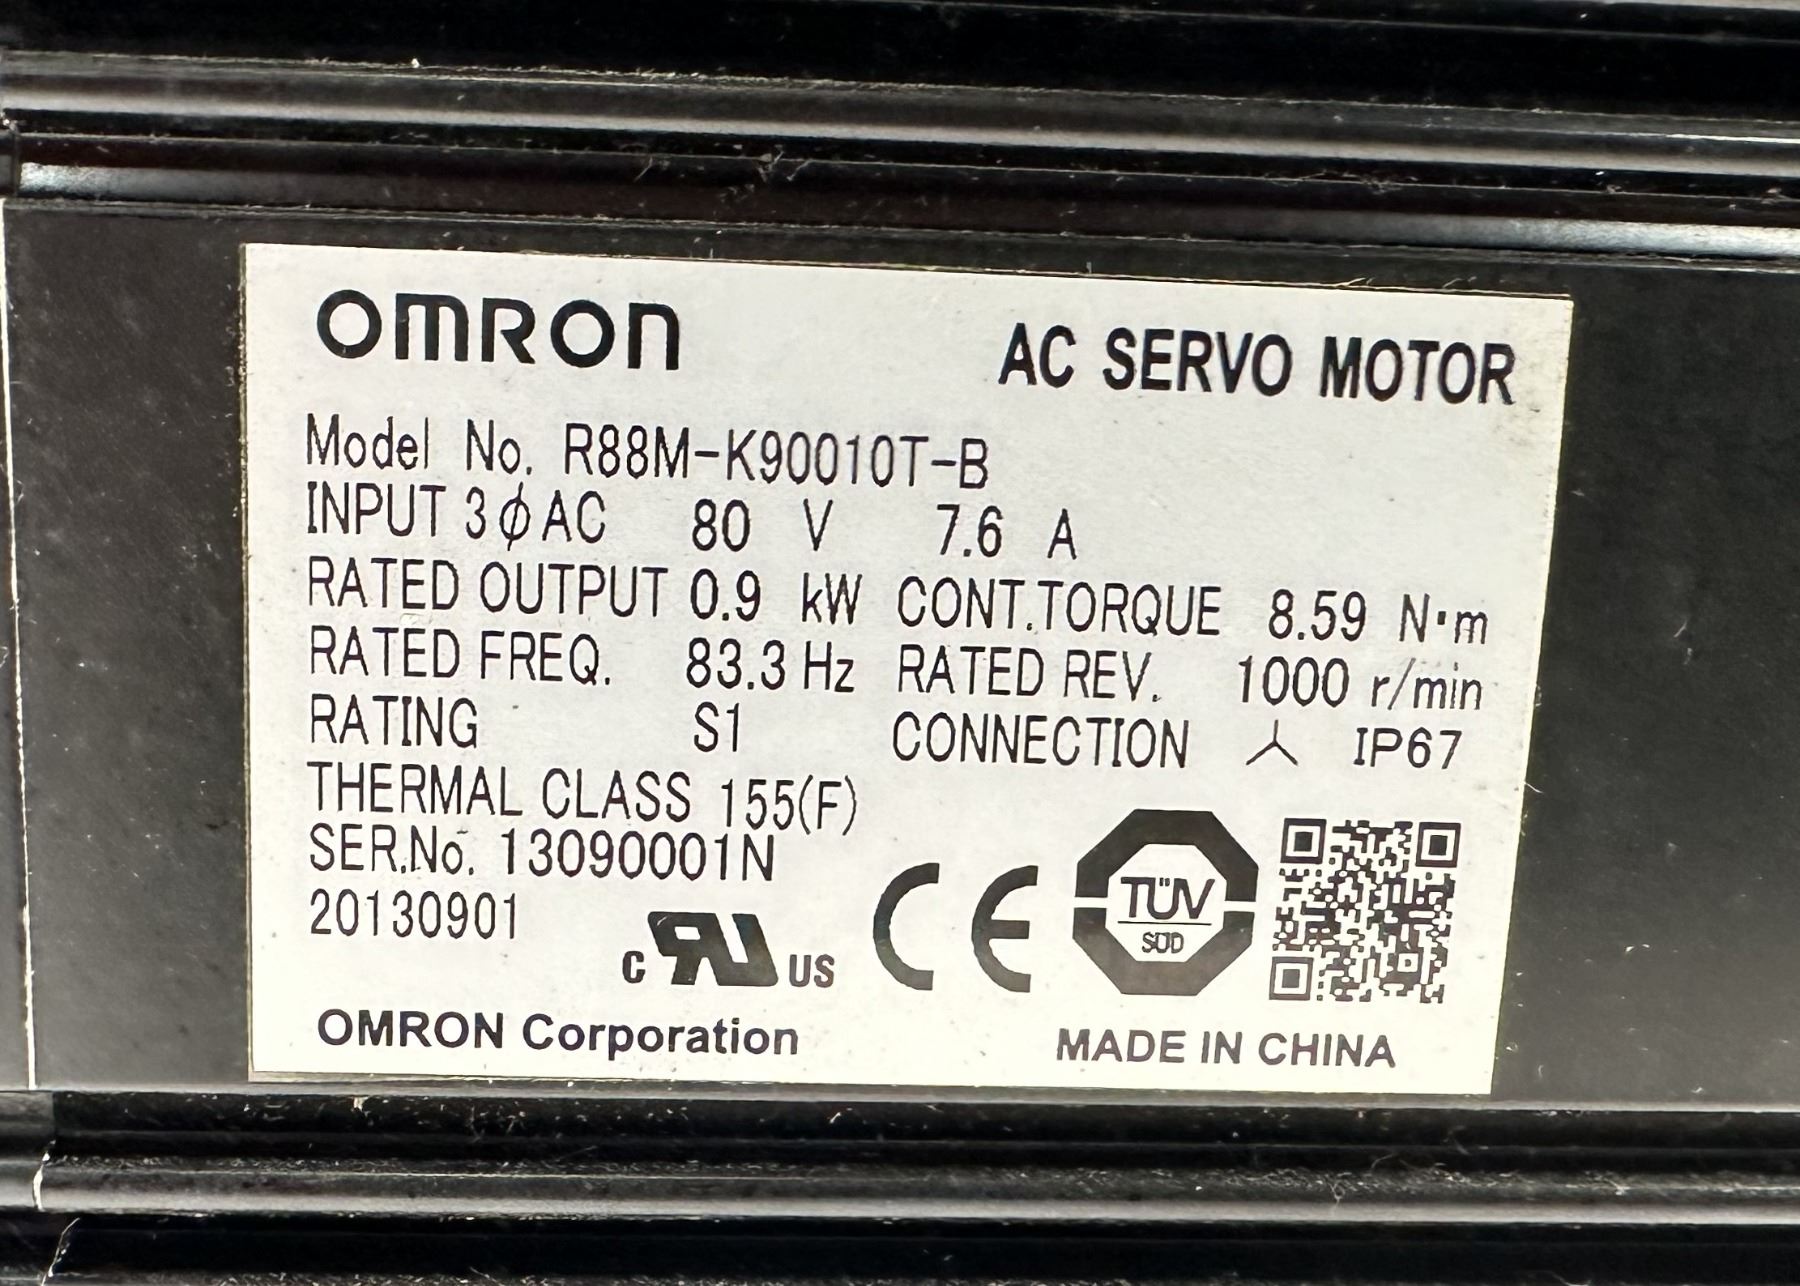 OMRON
AC SERVO MOTOR
Model No. R88M-K90010T-B
INPUT 3ϕAC 80 V 7.6 A
RATED OUTPUT 0.9 kW CONT.TORQUE 8.59 N·m
RATED FREQ. 83.3 Hz RATED REV. 1000 r/min
RATING S1 CONNECTION IP67
THERMAL CLASS 155(F)
SER.No. 13090001N
20130901
C RU US
CE
TÜV
SÜD
OMRON Corporation
MADE IN CHINA